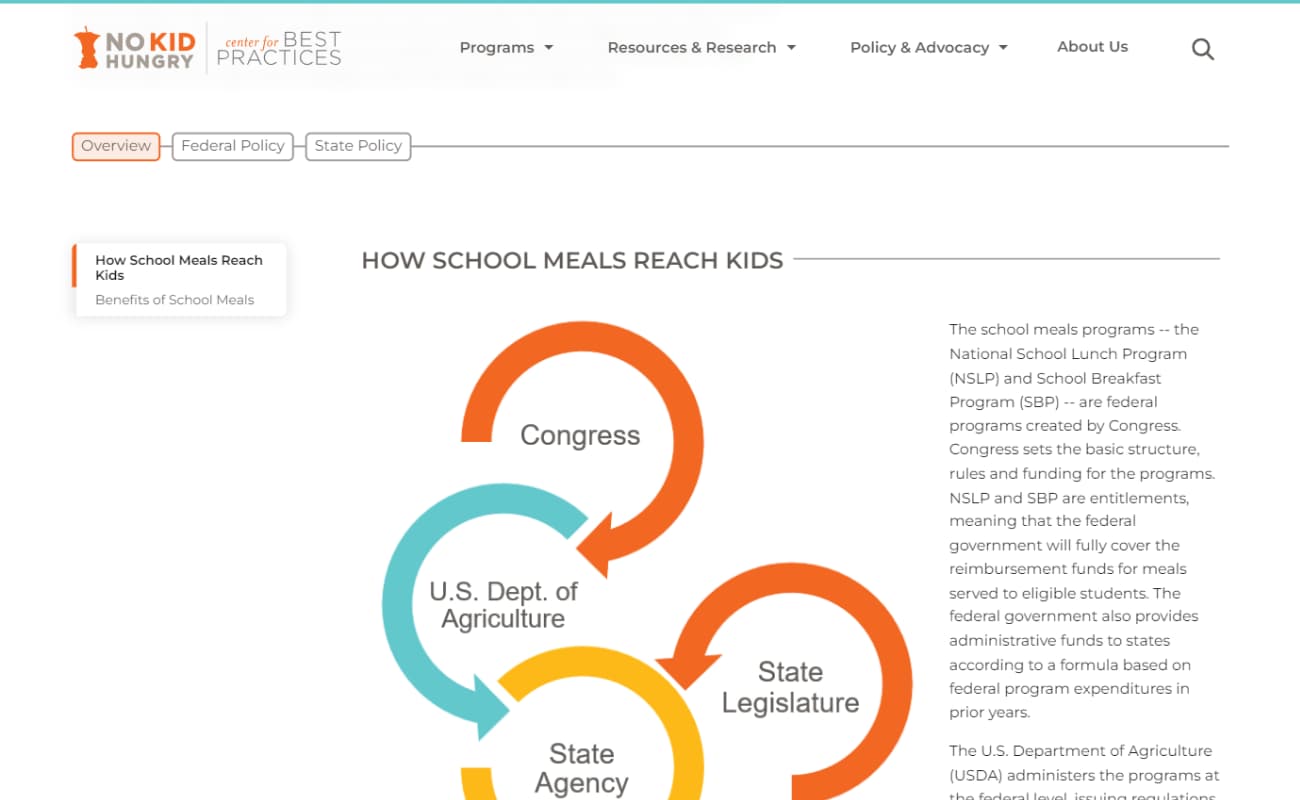 NO KID HUNGRY
center for BEST PRACTICES
Programs
Resources & Research
Policy & Advocacy
About Us
Overview
Federal Policy
State Policy
How School Meals Reach
Kids
Benefits of School Meals
HOW SCHOOL MEALS REACH KIDS
Congress
U.S. Dept. of
Agriculture
State
Legislature
State
Agency
The school meals programs -- the
National School Lunch Program
(NSLP) and School Breakfast
Program (SBP) -- are federal
programs created by Congress.
Congress sets the basic structure,
rules and funding for the programs.
NSLP and SBP are entitlements,
meaning that the federal
government will fully cover the
reimbursement funds for meals
served to eligible students. The
federal government also provides
administrative funds to states
according to a formula based on
federal program expenditures in
prior years.
The U.S. Department of Agriculture
(USDA) administers the programs at
the federal level, issuing regulations